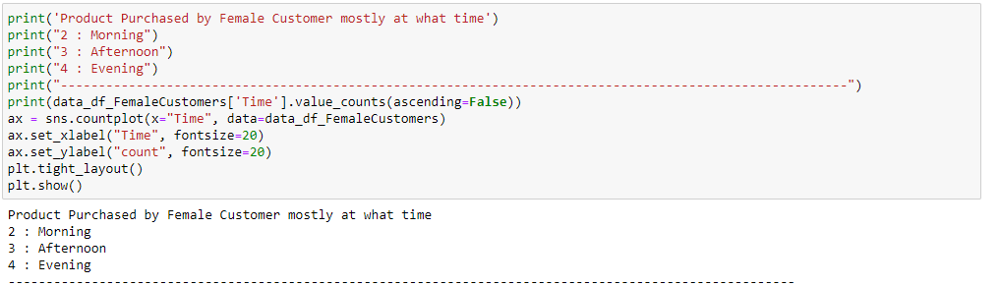 print('Product Purchased by Female Customer mostly at what time')
print("2 : Morning")
print("3 : Afternoon")
print("4 : Evening")
print("--------------------------------------------------------------------------------------------------------")
print(data_df_FemaleCustomers['Time'].value_counts(ascending=False))
ax = sns.countplot(x="Time", data=data_df_FemaleCustomers)
ax.set_xlabel("Time", fontsize=20)
ax.set_ylabel("count", fontsize=20)
plt.tight_layout()
plt.show()
Product Purchased by Female Customer mostly at what time
2 : Morning
3 : Afternoon
4 : Evening
--------------------------------------------------------------------------------------------------------